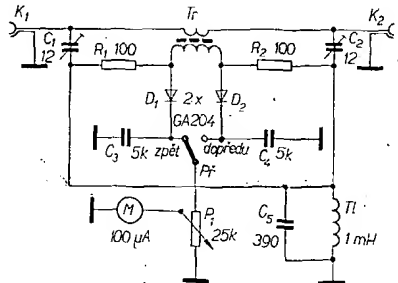 K1 Tr K2
C1 12 R1 100 R2 100 C2 12
D1 2x D2
GA204
C3 5k zpět dopředu C4 5k
Př
M 100 µA P1 25k C5 390 Tl 1 mH